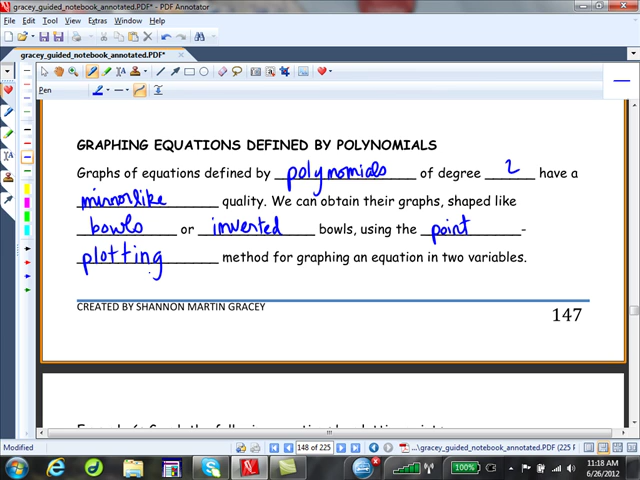 gracey_guided_notebook_annotated.PDF* - PDF Annotator
File Edit Tool View Extras Window Help
gracey_guided_notebook_annotated.PDF*
Pen
GRAPHING EQUATIONS DEFINED BY POLYNOMIALS
Graphs of equations defined by polynomials of degree 2 have a
mirrorlike quality. We can obtain their graphs, shaped like
bowls or inverted bowls, using the point-
plotting method for graphing an equation in two variables.
CREATED BY SHANNON MARTIN GRACEY
147
Modified
148 of 225
gracey_guided_notebook_annotated.PDF (225 P
100%
11:18 AM
6/26/2012